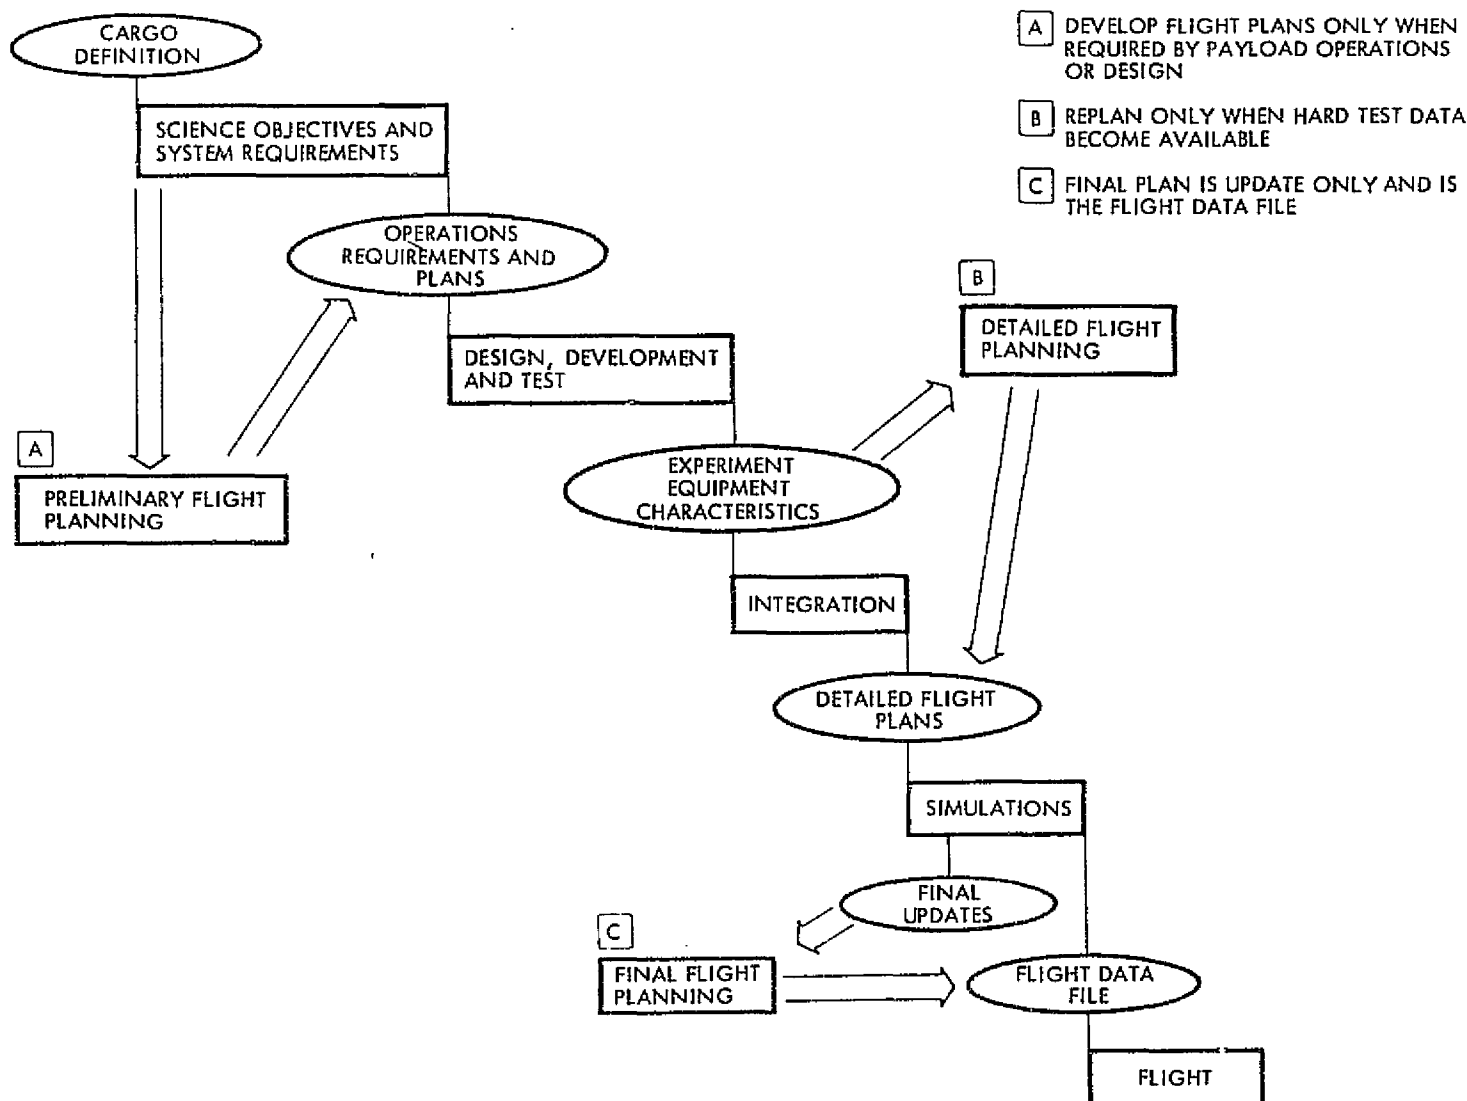 CARGO
DEFINITION
A
DEVELOP FLIGHT PLANS ONLY WHEN
REQUIRED BY PAYLOAD OPERATIONS
OR DESIGN
B
REPLAN ONLY WHEN HARD TEST DATA
BECOME AVAILABLE
C
FINAL PLAN IS UPDATE ONLY AND IS
THE FLIGHT DATA FILE
SCIENCE OBJECTIVES AND
SYSTEM REQUIREMENTS
OPERATIONS
REQUIREMENTS AND
PLANS
B
DETAILED FLIGHT
PLANNING
DESIGN, DEVELOPMENT
AND TEST
A
PRELIMINARY FLIGHT
PLANNING
EXPERIMENT
EQUIPMENT
CHARACTERISTICS
INTEGRATION
DETAILED FLIGHT
PLANS
SIMULATIONS
FINAL
UPDATES
C
FINAL FLIGHT
PLANNING
FLIGHT DATA
FILE
FLIGHT